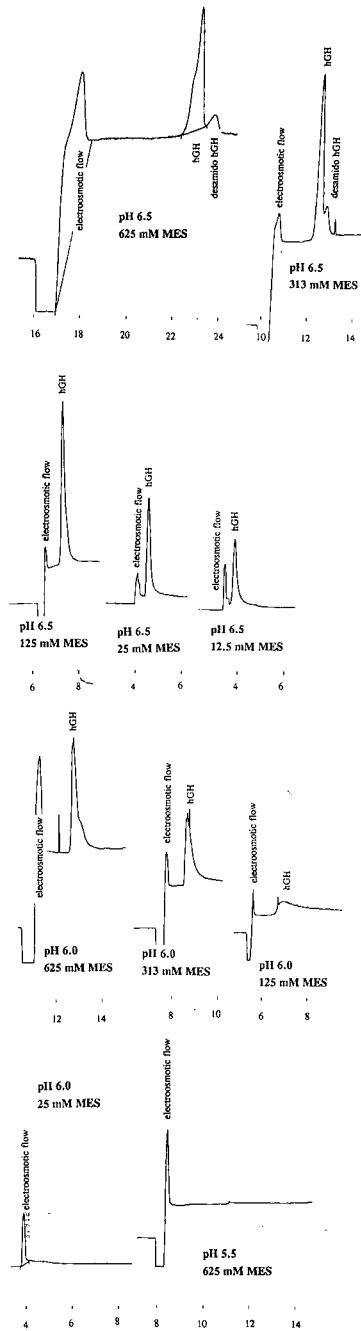 electroosmotic flow
hGH
desamido hGH
pH 6.5
625 mM MES
16 18 20 22 24
electroosmotic flow
hGH
desamido hGH
pH 6.5
313 mM MES
10 12 14
electroosmotic flow
hGH
pH 6.5
125 mM MES
6 8
electroosmotic flow
hGH
pH 6.5
25 mM MES
4 6
electroosmotic flow
hGH
pH 6.5
12.5 mM MES
4 6
electroosmotic flow
hGH
pH 6.0
625 mM MES
12 14
electroosmotic flow
hGH
pH 6.0
313 mM MES
8 10
electroosmotic flow
hGH
pH 6.0
125 mM MES
6 8
pH 6.0
25 mM MES
electroosmotic flow
4 6 8
electroosmotic flow
pH 5.5
625 mM MES
8 10 12 14